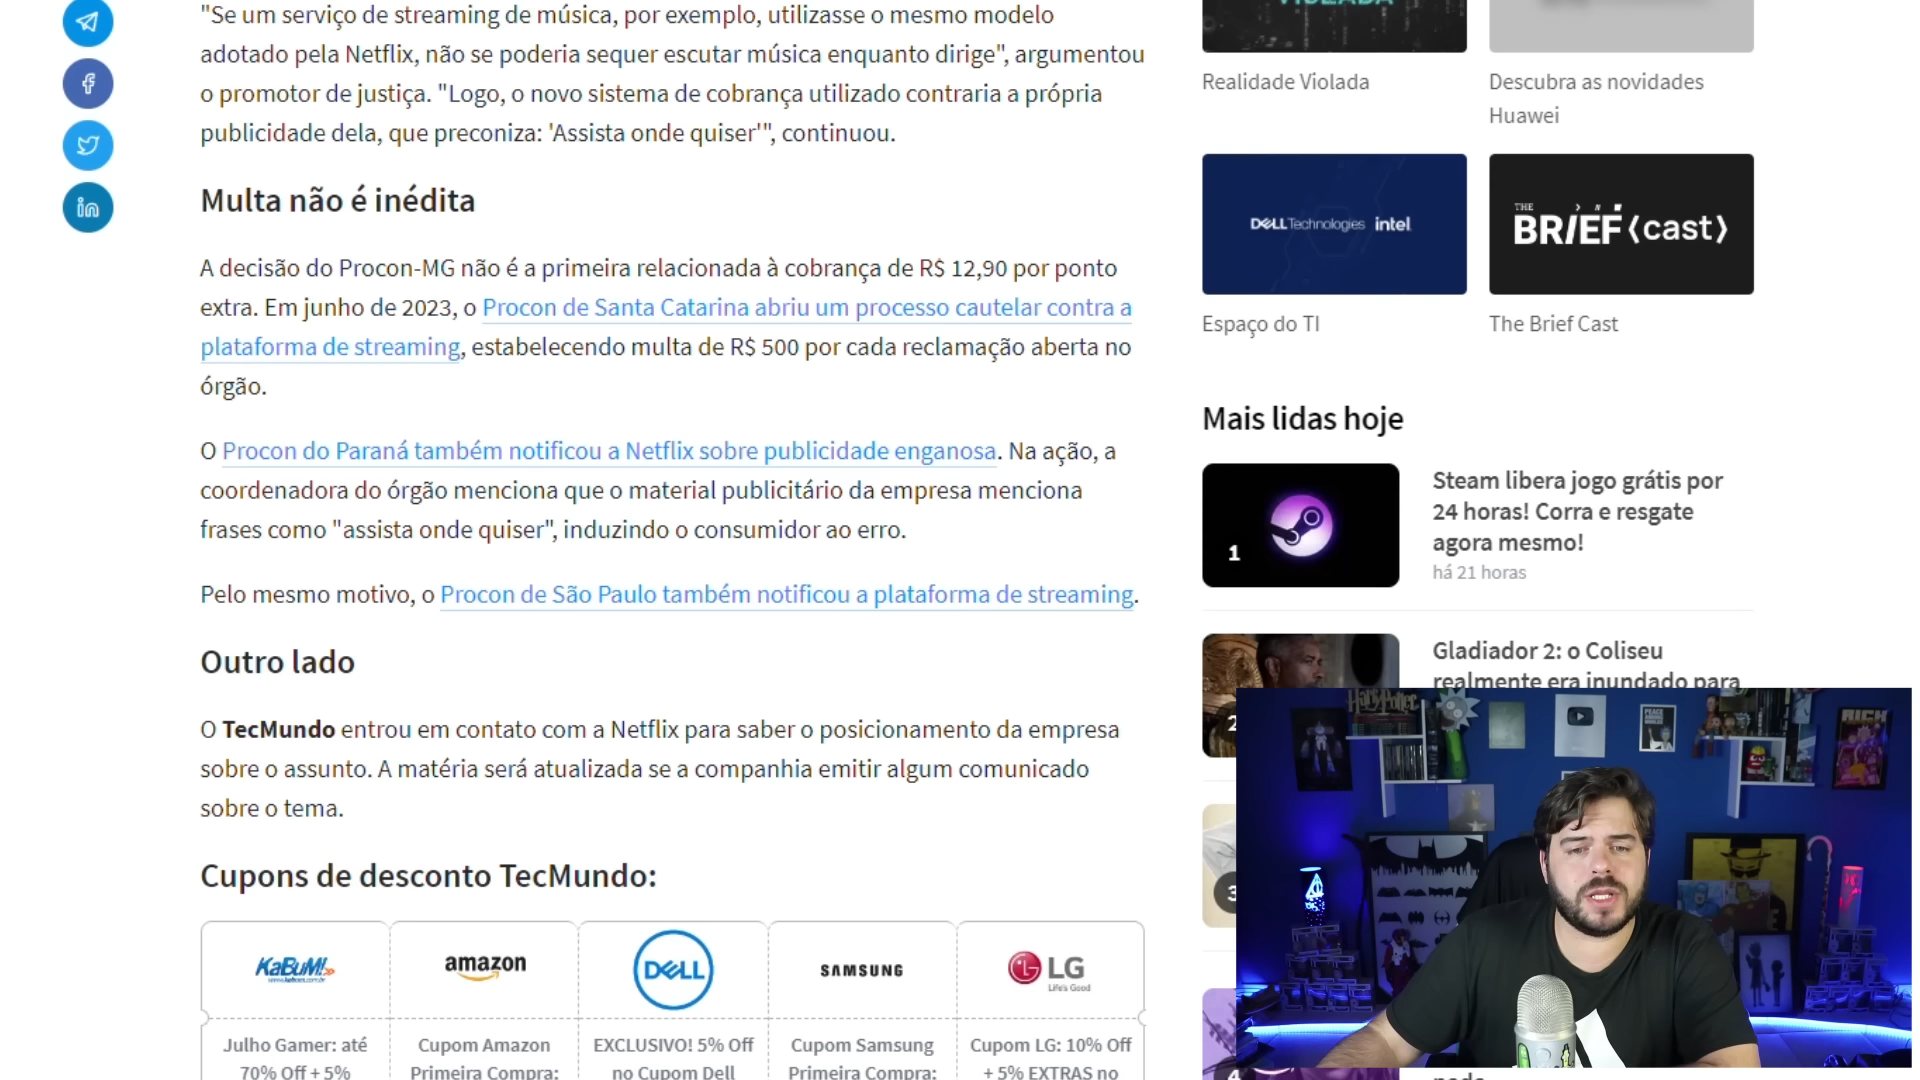 "Se um serviço de streaming de música, por exemplo, utilizasse o mesmo modelo
adotado pela Netflix, não se poderia sequer escutar música enquanto dirige", argumentou
o promotor de justiça. "Logo, o novo sistema de cobrança utilizado contraria a própria
publicidade dela, que preconiza: 'Assista onde quiser'", continuou.
Multa não é inédita
A decisão do Procon-MG não é a primeira relacionada à cobrança de R$ 12,90 por ponto
extra. Em junho de 2023, o Procon de Santa Catarina abriu um processo cautelar contra a
plataforma de streaming, estabelecendo multa de R$ 500 por cada reclamação aberta no
órgão.
O Procon do Paraná também notificou a Netflix sobre publicidade enganosa. Na ação, a
coordenadora do órgão menciona que o material publicitário da empresa menciona
frases como "assista onde quiser", induzindo o consumidor ao erro.
Pelo mesmo motivo, o Procon de São Paulo também notificou a plataforma de streaming.
Outro lado
O TecMundo entrou em contato com a Netflix para saber o posicionamento da empresa
sobre o assunto. A matéria será atualizada se a companhia emitir algum comunicado
sobre o tema.
Cupons de desconto TecMundo:
KaBuM!
amazon
DELL
SAMSUNG
LG
Life's Good
Julho Gamer: até
70% Off + 5%
Cupom Amazon
Primeira Compra:
EXCLUSIVO! 5% Off
no Cupom Dell
Cupom Samsung
Primeira Compra:
Cupom LG: 10% Off
+ 5% EXTRAS no
VIOLADA
Realidade Violada
Descubra as novidades
Huawei
DELL Technologies intel
THE
BR/EF ⟨cast⟩
Espaço do TI
The Brief Cast
Mais lidas hoje
1
Steam libera jogo grátis por
24 horas! Corra e resgate
agora mesmo!
há 21 horas
2
Gladiador 2: o Coliseu
realmente era inundado para
3
4
Harry Potter
RICK